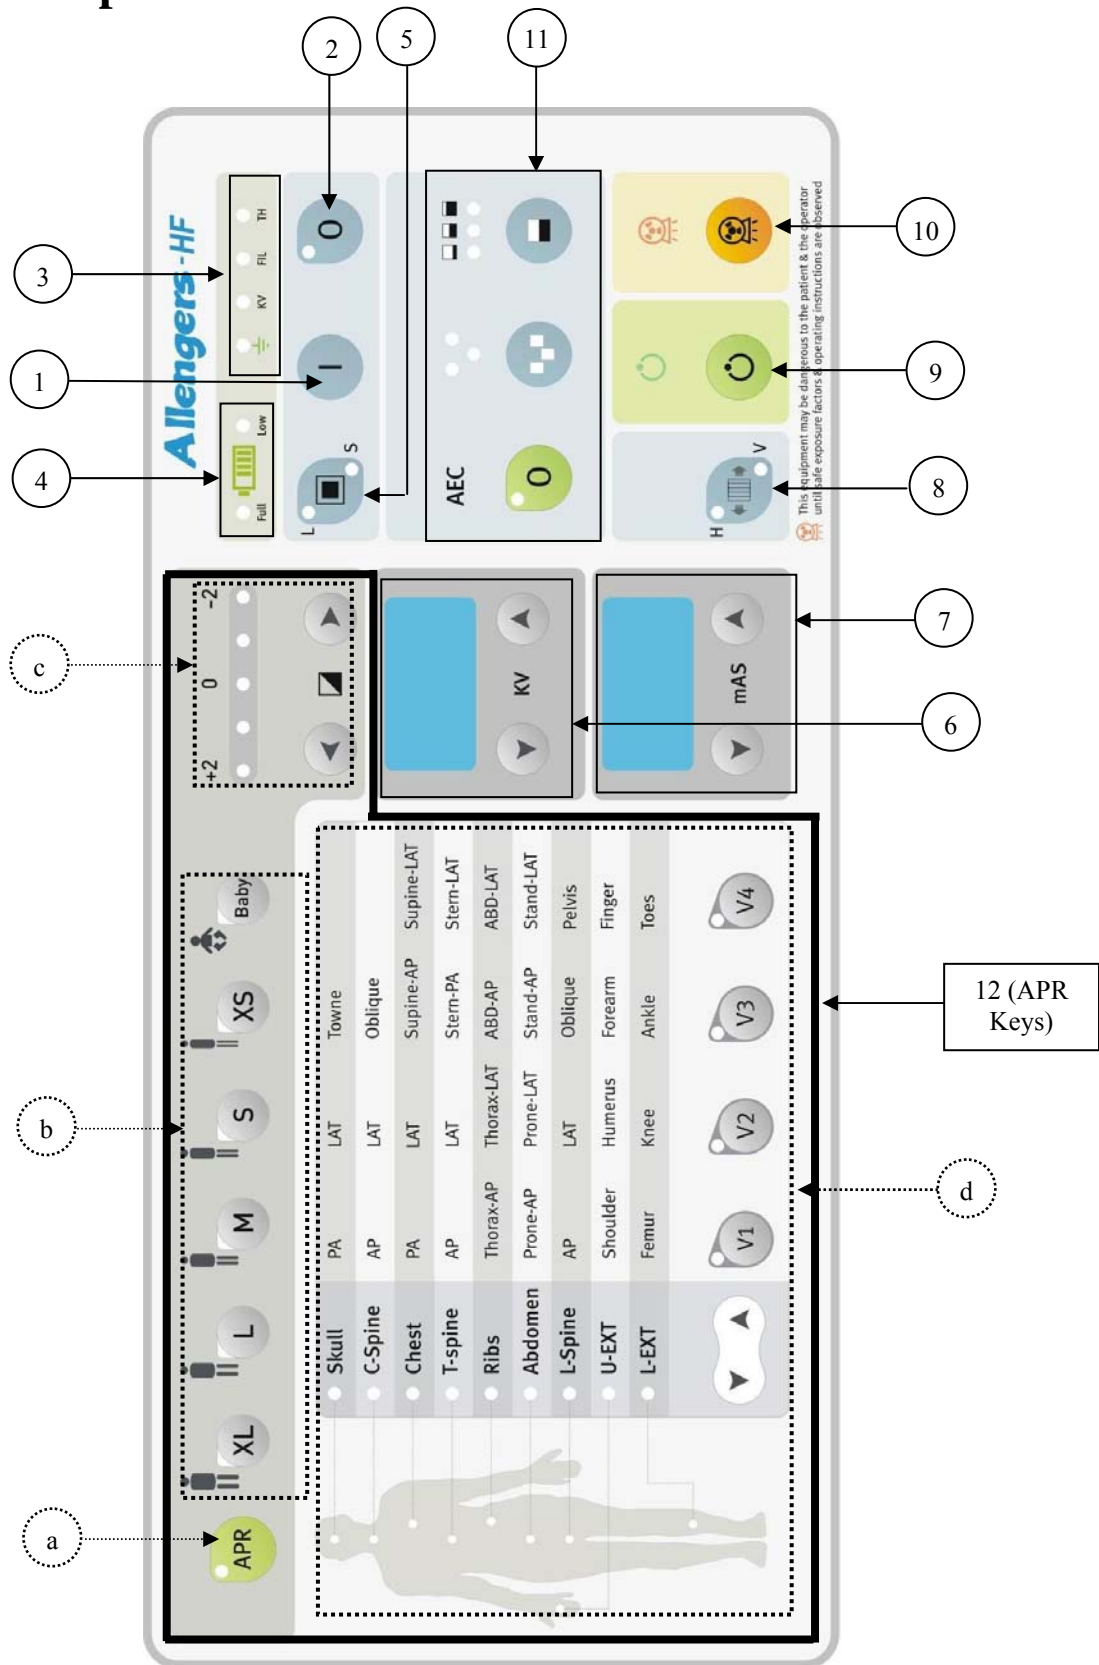 2
5
11
3
1
4
10
9
8
7
6
c
b
a
d
12 (APR
Keys)
Allengers-HF
Full
Low
KV
FIL
TH
L
S
I
O
AEC
O
H
V
This equipment may be dangerous to the patient & the operator
until safe exposure factors & operating instructions are observed
+2 0 -2
KV
mAS
APR XL L M S XS Baby
Skull PA LAT Towne
C-Spine AP LAT Oblique
Chest PA LAT Supine-AP Supine-LAT
T-spine AP LAT Stern-PA Stern-LAT
Ribs Thorax-AP Thorax-LAT ABD-AP ABD-LAT
Abdomen Prone-AP Prone-LAT Stand-AP Stand-LAT
L-Spine AP LAT Oblique Pelvis
U-EXT Shoulder Humerus Forearm Finger
L-EXT Femur Knee Ankle Toes
V1 V2 V3 V4